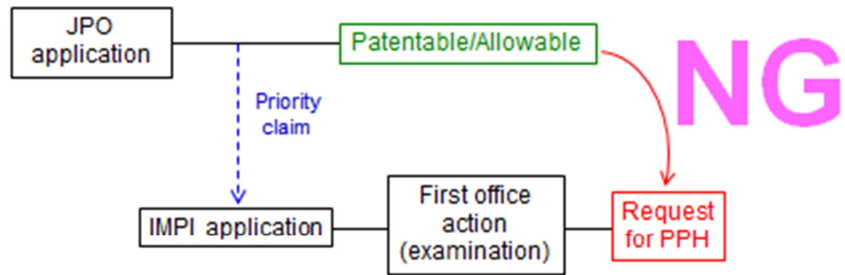 JPO
application
Patentable/Allowable
NG
Priority
claim
IMPI application
First office
action
(examination)
Request
for PPH